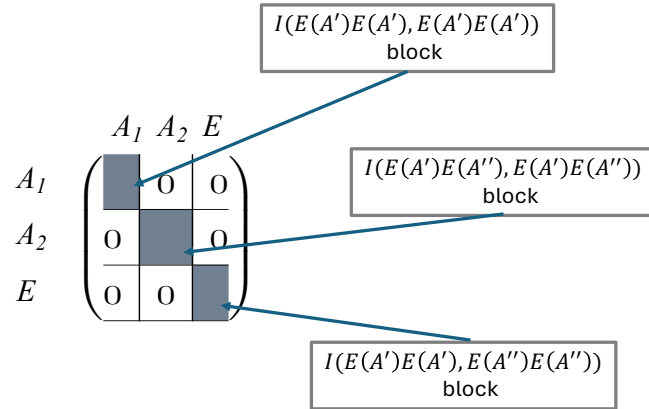 I(E(A′)E(A′), E(A′)E(A′))
block
A₁ A₂ E
A₁ 0 0
I(E(A′)E(A″), E(A′)E(A″))
block
A₂ 0 0
E 0 0
I(E(A′)E(A′), E(A″)E(A″))
block